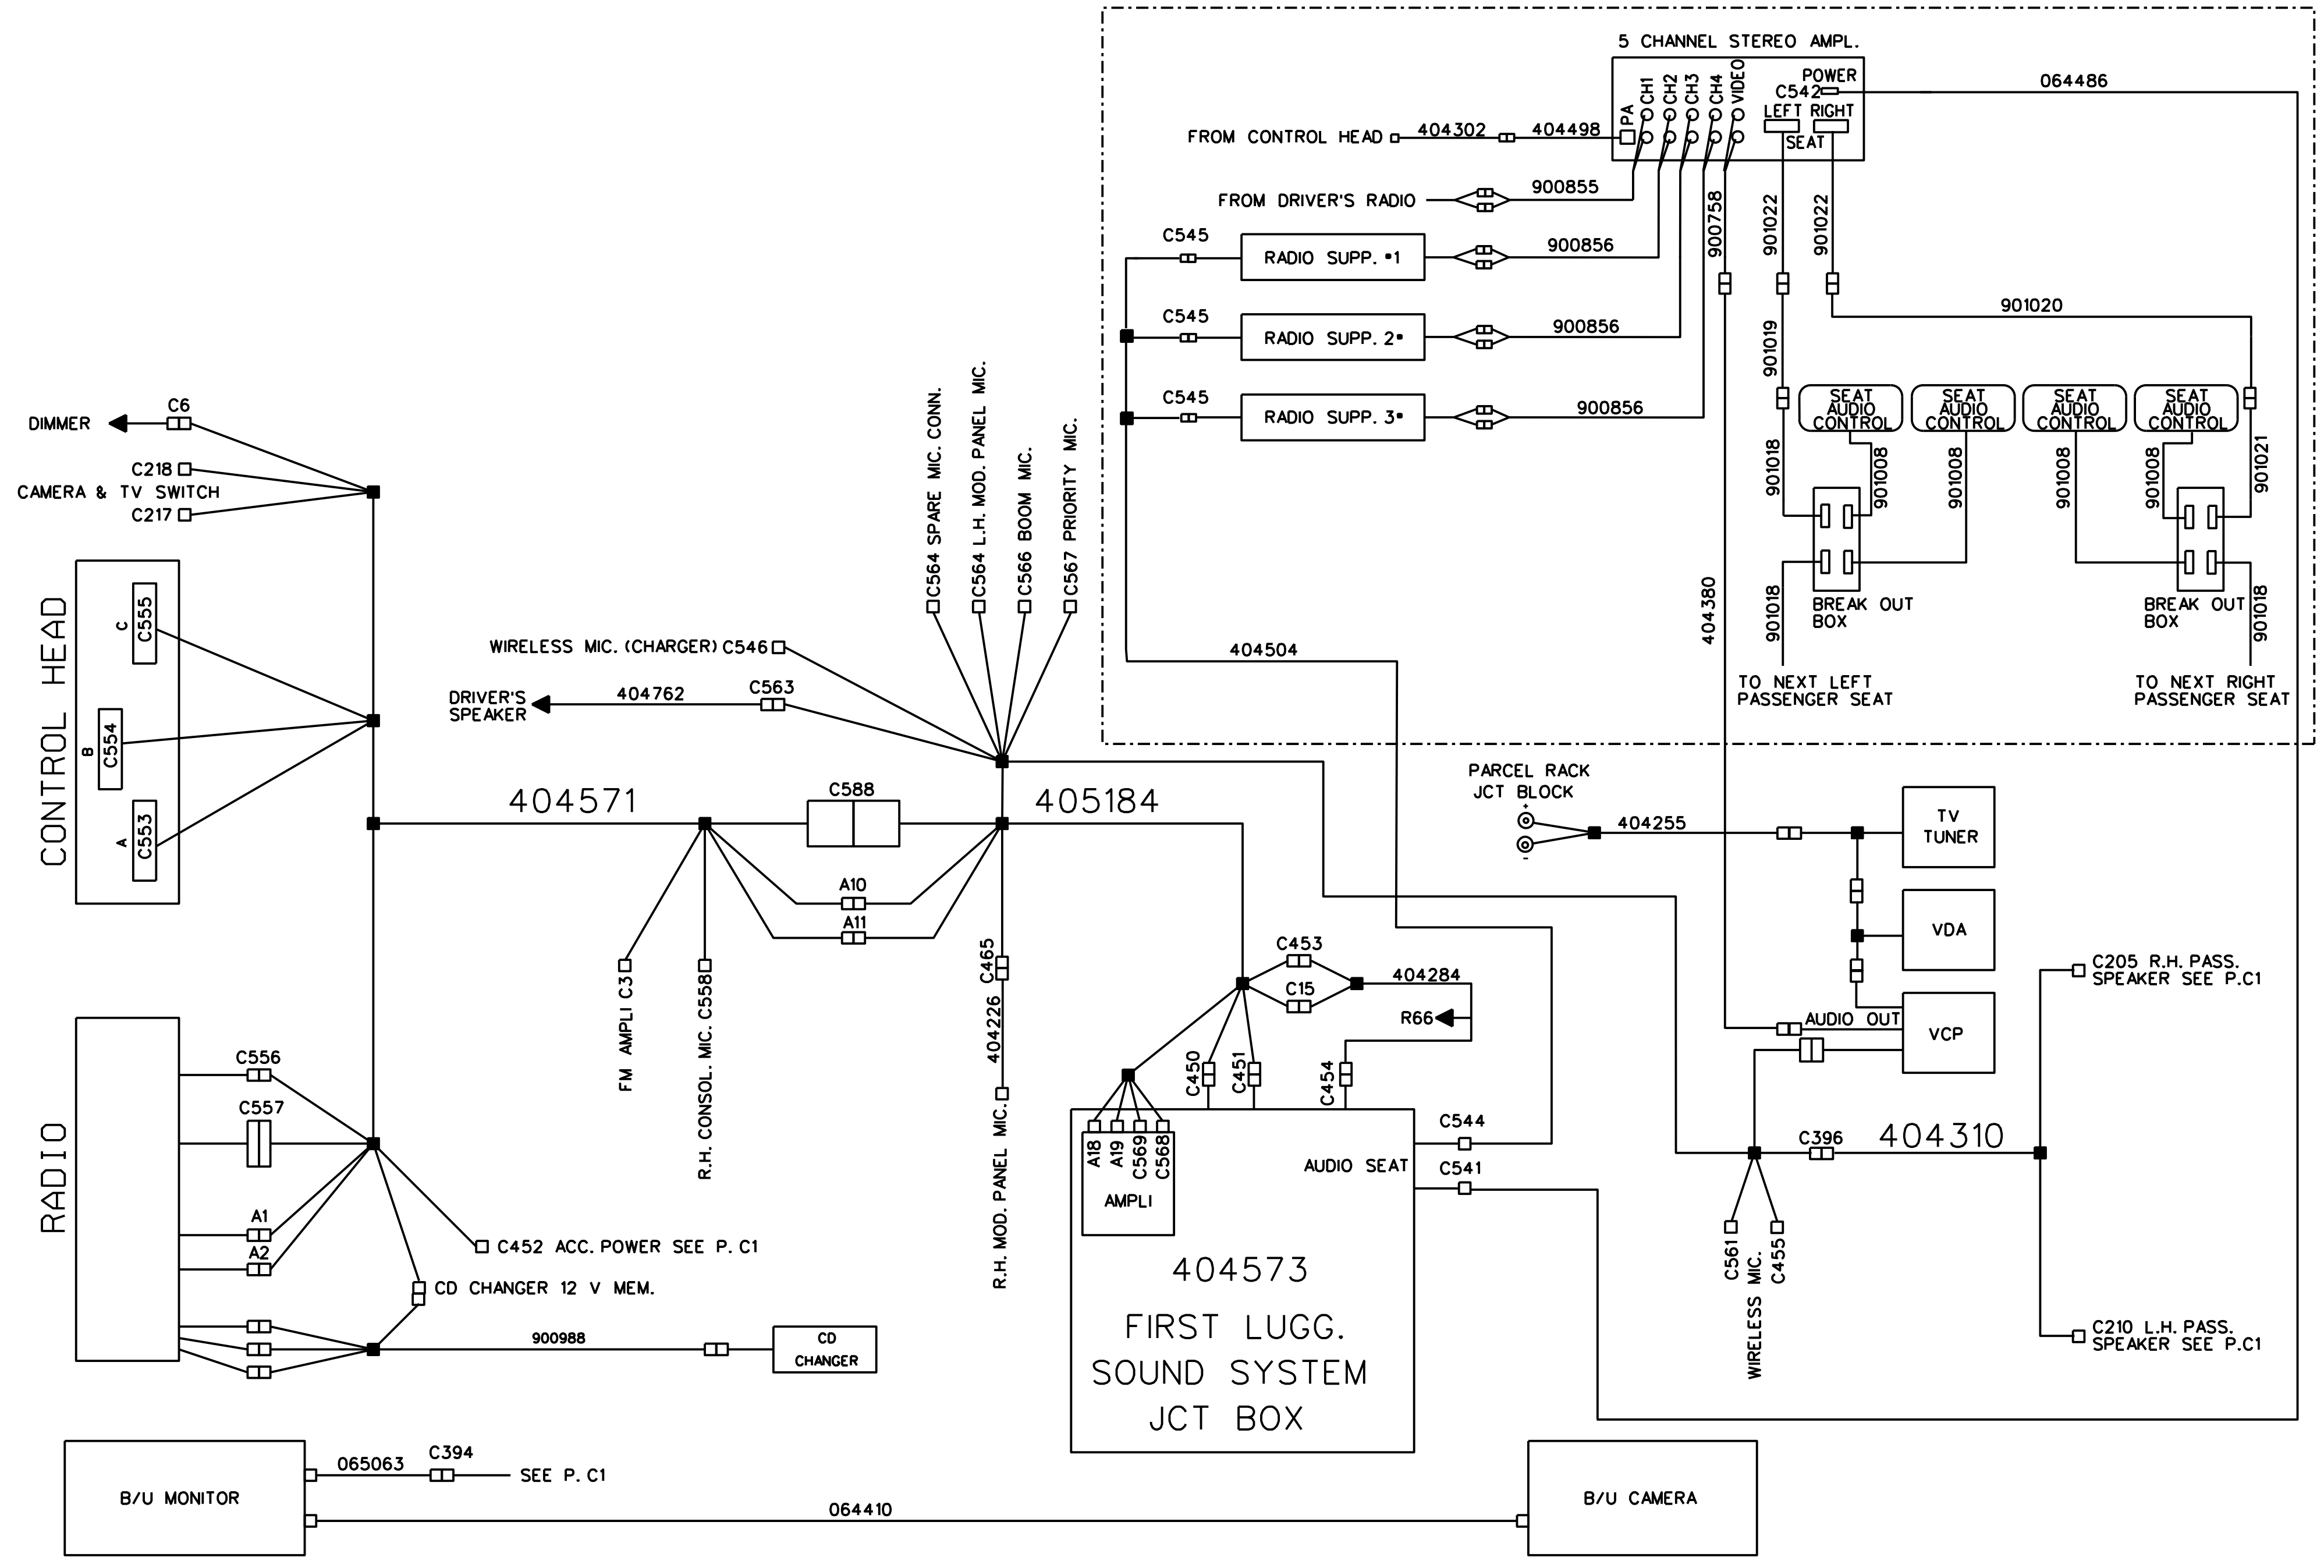 5 CHANNEL STEREO AMPL.
POWER
C542
LEFT RIGHT
SEAT
PA
CH1
CH2
CH3
CH4
VIDEO
064486
FROM CONTROL HEAD
404302
404498
FROM DRIVER'S RADIO
900855
C545
RADIO SUPP. *1
900856
C545
RADIO SUPP. 2*
900856
C545
RADIO SUPP. 3*
900856
900758
901022
901022
901020
901019
SEAT
AUDIO
CONTROL
SEAT
AUDIO
CONTROL
SEAT
AUDIO
CONTROL
SEAT
AUDIO
CONTROL
901018
901008
901008
901008
901008
901021
BREAK OUT
BOX
BREAK OUT
BOX
901018
901018
404380
TO NEXT LEFT
PASSENGER SEAT
TO NEXT RIGHT
PASSENGER SEAT
404504
DIMMER
C6
C218
CAMERA & TV SWITCH
C217
CONTROL HEAD
C
C555
B
C554
A
C553
C564 SPARE MIC. CONN.
C564 L.H. MOD. PANEL MIC.
C566 BOOM MIC.
C567 PRIORITY MIC.
WIRELESS MIC. (CHARGER) C546
DRIVER'S
SPEAKER
404762
C563
404571
C588
405184
A10
A11
FM AMPLI C3
R.H. CONSOL. MIC. C558
C465
404226
R.H. MOD. PANEL MIC.
PARCEL RACK
JCT BLOCK
+
-
404255
TV
TUNER
VDA
VCP
AUDIO OUT
C453
C15
404284
R66
C450
C451
C454
A18
A19
C569
C568
AMPLI
C544
AUDIO SEAT
C541
404573
FIRST LUGG.
SOUND SYSTEM
JCT BOX
C396
404310
C561
WIRELESS MIC.
C455
C205 R.H. PASS.
SPEAKER SEE P.C1
C210 L.H. PASS.
SPEAKER SEE P.C1
RADIO
C556
C557
A1
A2
C452 ACC. POWER SEE P. C1
CD CHANGER 12 V MEM.
900988
CD
CHANGER
B/U MONITOR
065063
C394
SEE P. C1
064410
B/U CAMERA